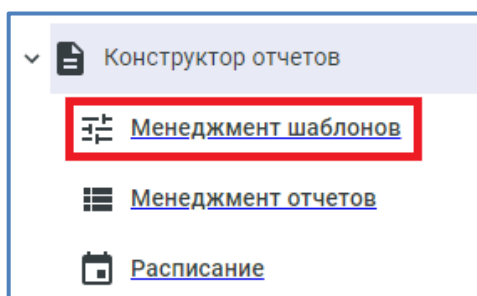 Конструктор отчетов
Менеджмент шаблонов
Менеджмент отчетов
Расписание